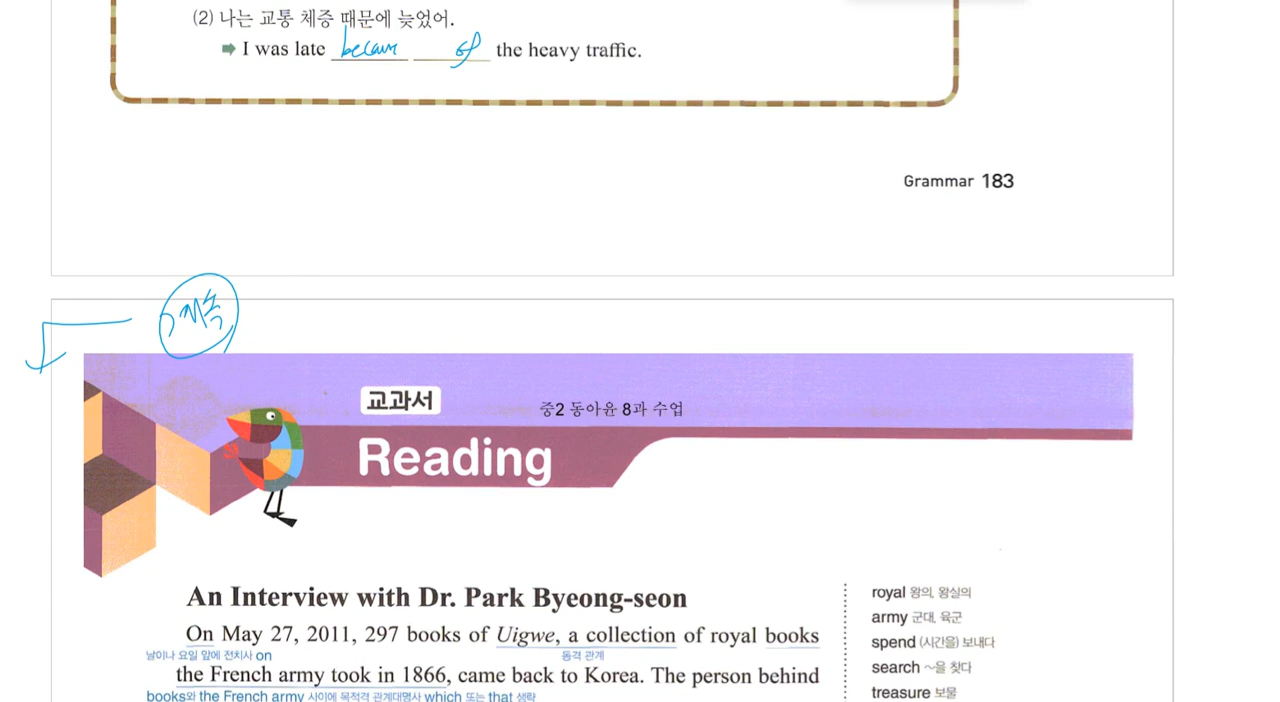 (2) 나는 교통 체증 때문에 늦었어.
➡ I was late becaus of the heavy traffic.
Grammar 183
교과서
중2 동아윤 8과 수업
Reading
An Interview with Dr. Park Byeong-seon
On May 27, 2011, 297 books of Uigwe, a collection of royal books
날이나 요일 앞에 전치사 on 동격 관계
the French army took in 1866, came back to Korea. The person behind
books와 the French army 사이에 목적격 관계대명사 which 또는 that 생략
royal 왕의, 왕실의
army 군대, 육군
spend (시간을) 보내다
search ~을 찾다
treasure 보물